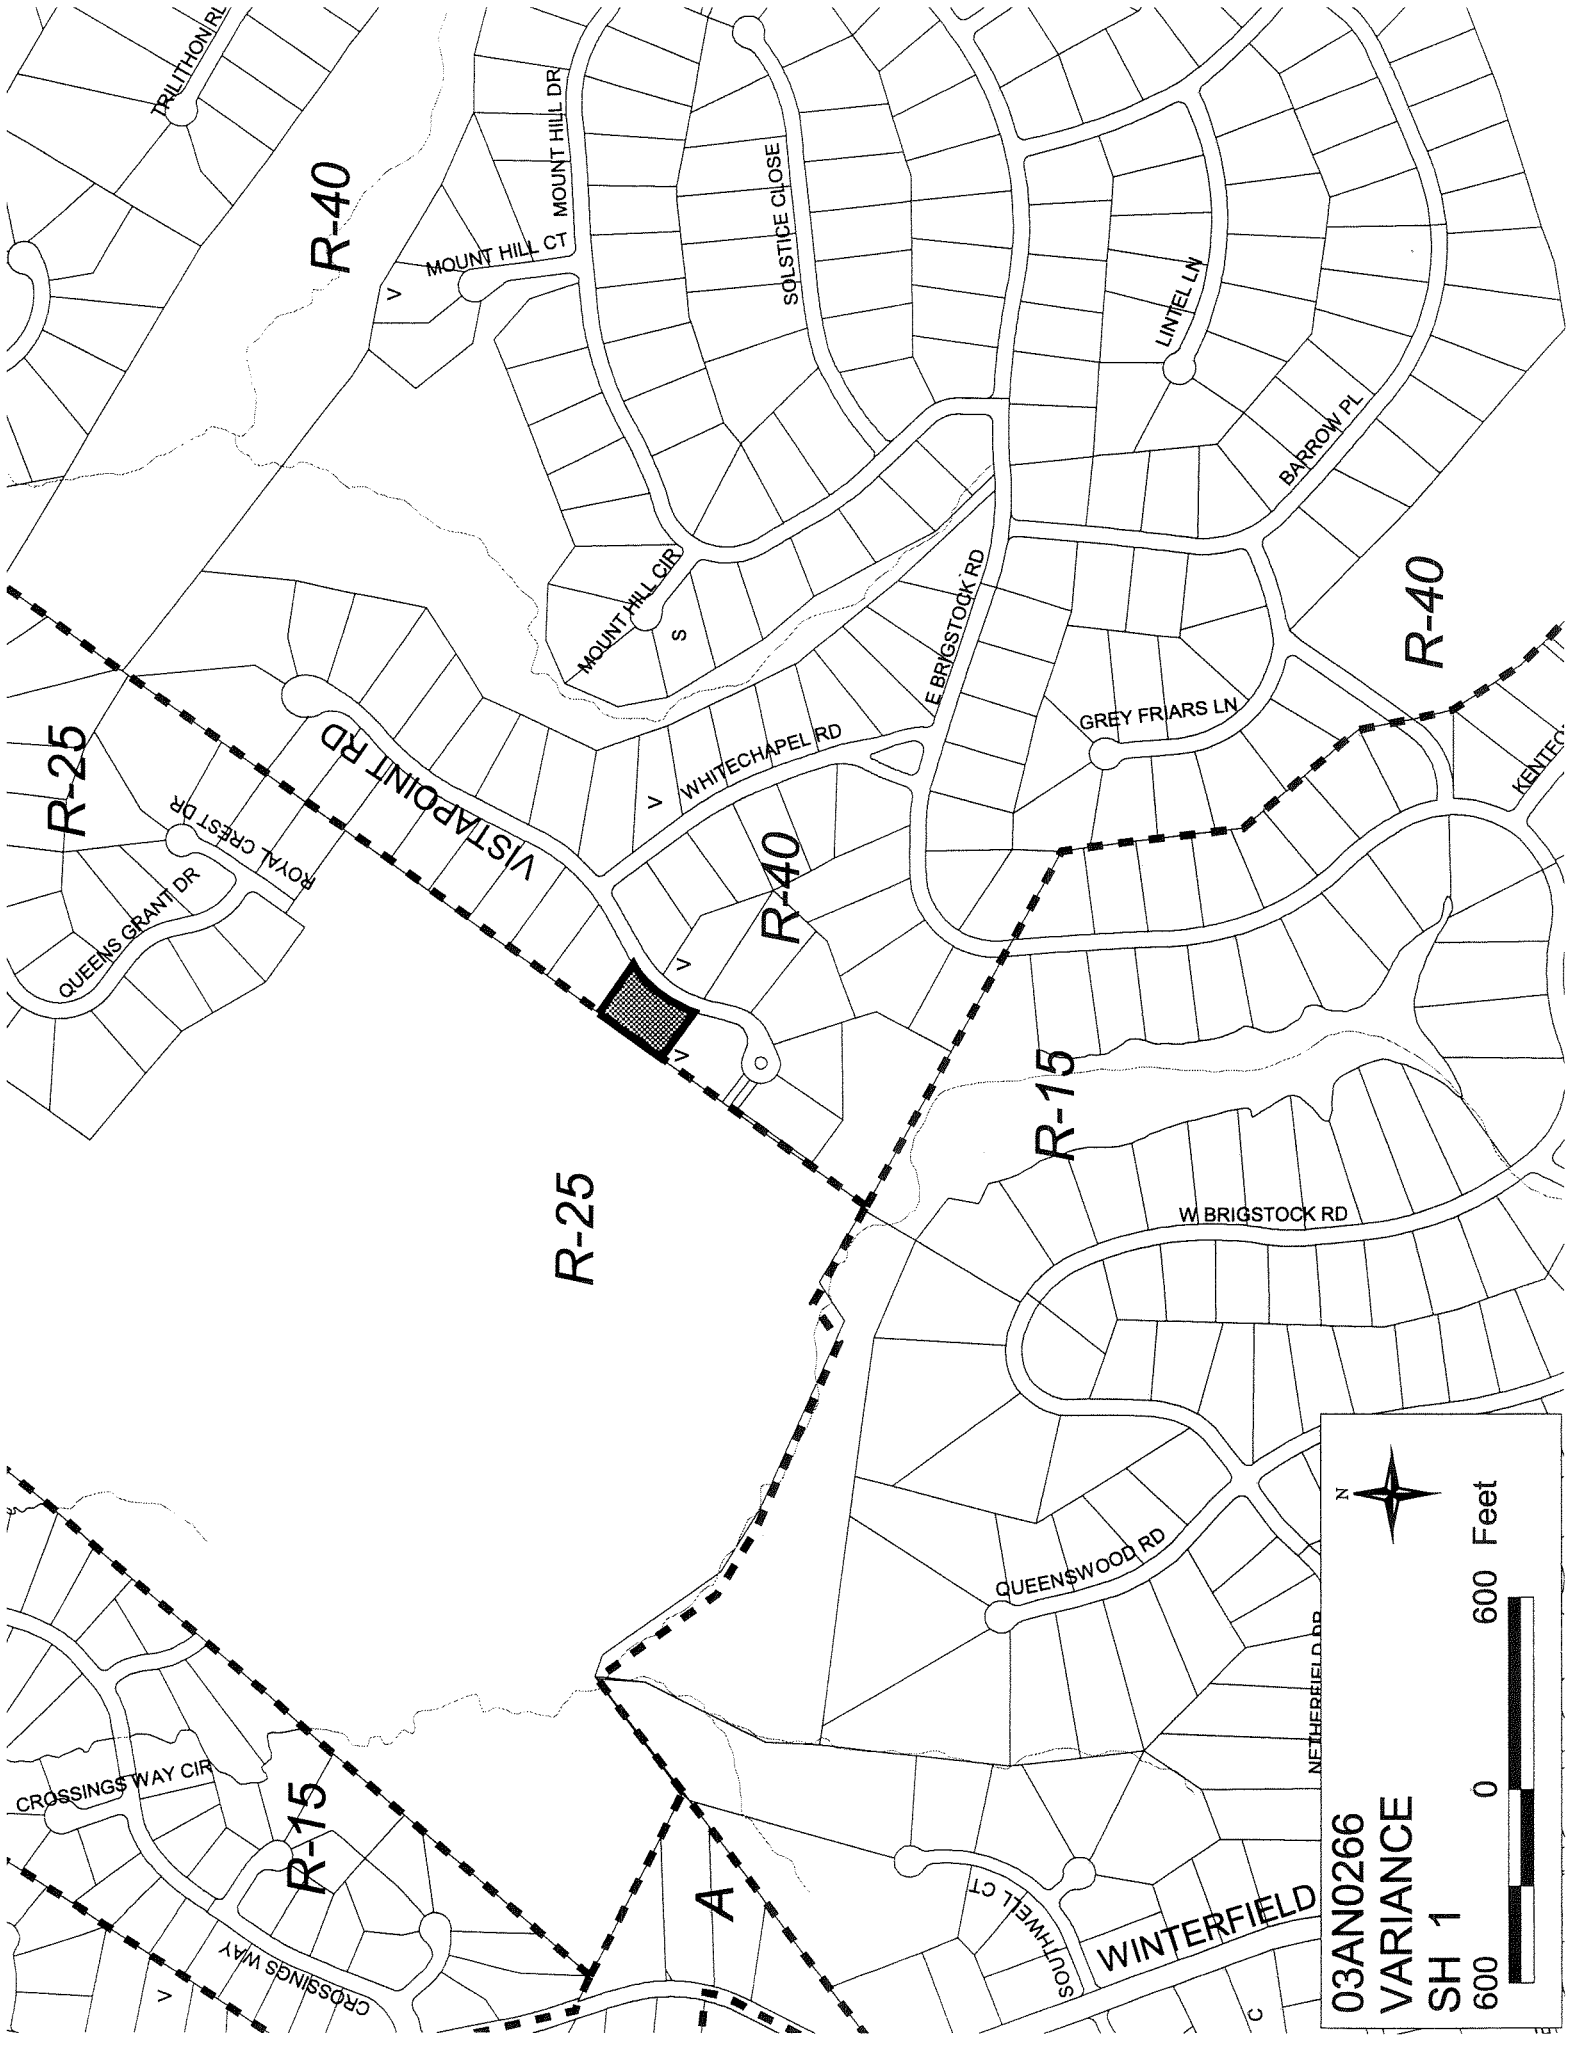 TRILITHON RD
R-40
MOUNT HILL DR
MOUNT HILL CT
V
SOLSTICE CLOSE
LINTEL LN
BARROW PL
MOUNT HILL CIR
S
E BRIGSTOCK RD
R-40
GREY FRIARS LN
R-25
ROYAL CREST DR
QUEENS GRANT DR
VISTAPOINT RD
WHITECHAPEL RD
V
R-40
V
V
R-25
R-15
W BRIGSTOCK RD
QUEENSWOOD RD
CROSSINGS WAY CIR
R-15
CROSSINGS WAY
V
A
SOUTHWELL CT
WINTERFIELD
C
NETHERFIELD DR
03AN0266
VARIANCE
SH 1
N
600 0 600 Feet